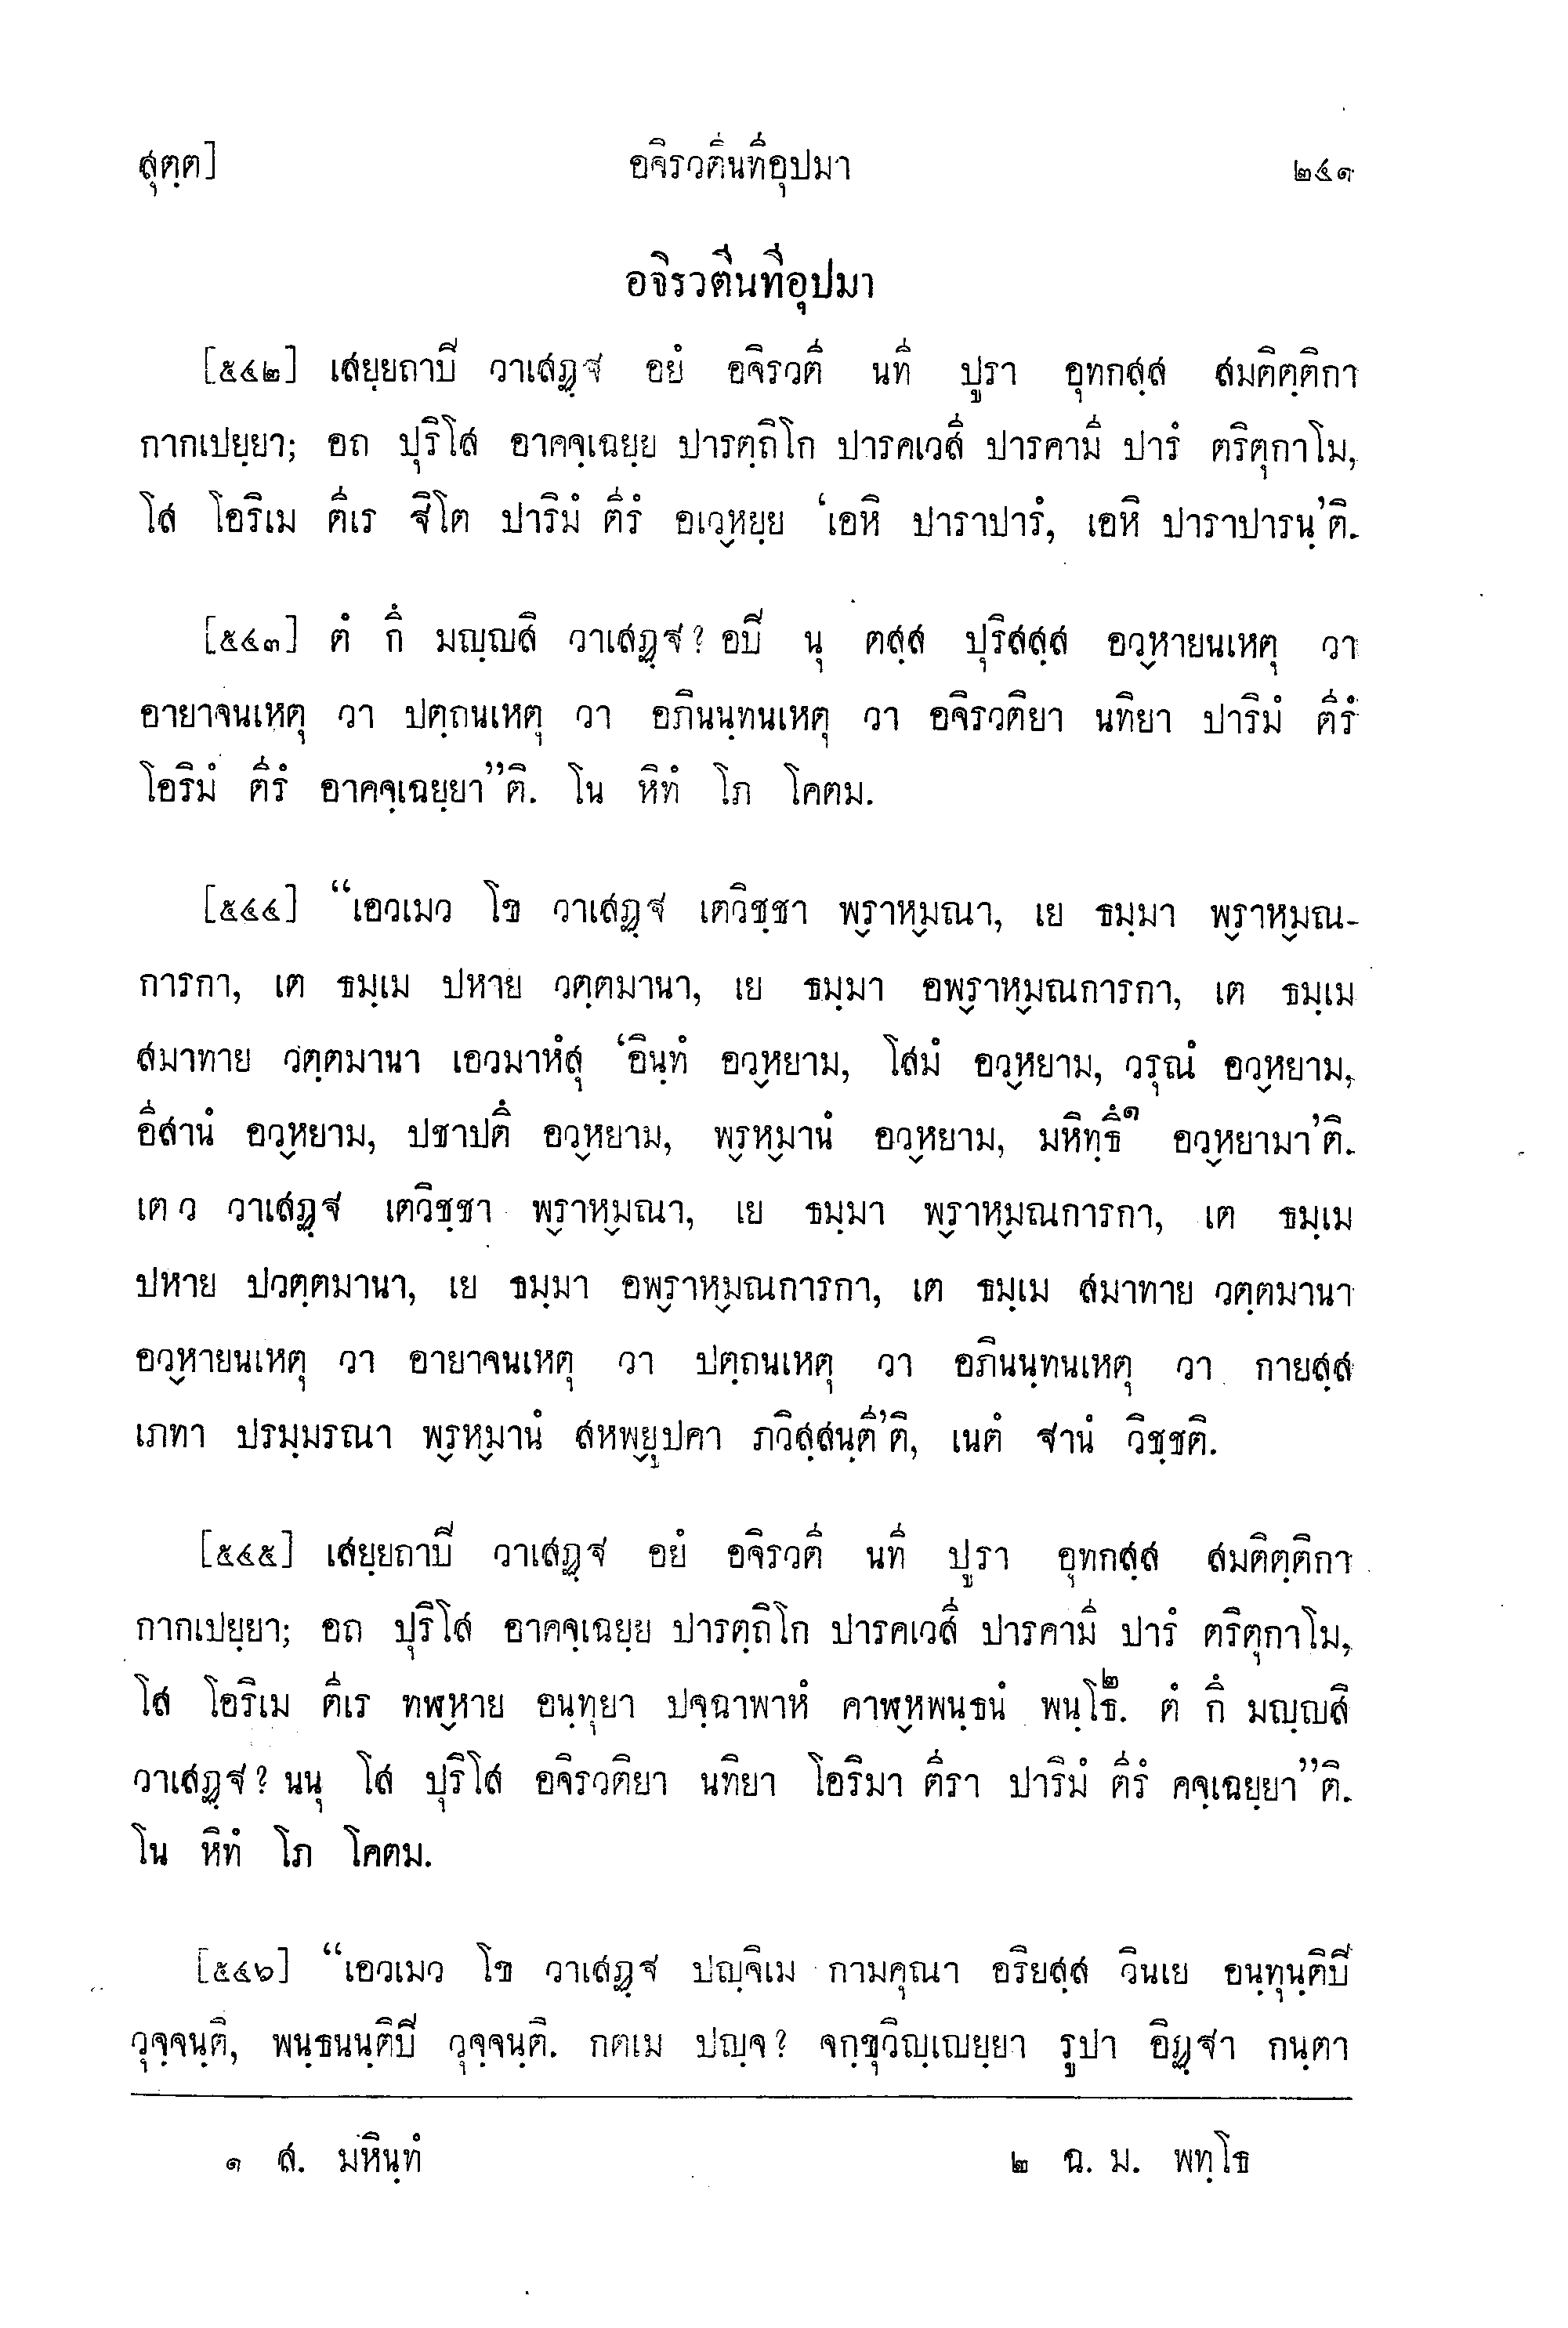 สุตฺต]	อจิรวตีนทีอุปมา	๒๔๑
อจิรวตีนทีอุปมา
[๕๔๒] เสยฺยถาปิ วาเสฏฺฐ อยํ อจิรวตี นที ปูรา อุทกสฺส สมติตฺติกา
กากเปยฺยา; อถ ปุริโส อาคจฺเฉยฺย ปารตฺถิโก ปารคเวสี ปารคามี ปารํ ตริตุกาโม,
โส โอริเม ตีเร ฐิโต ปาริมํ ตีรํ อเวฺหยฺย ‘เอหิ ปาราปารํ, เอหิ ปาราปารนฺ’ติ.
[๕๔๓] ตํ กึ มญฺญสิ วาเสฏฺฐ? อปิ นุ ตสฺส ปุริสสฺส อวฺหายนเหตุ วา
อายาจนเหตุ วา ปตฺถนเหตุ วา อภินนฺทนเหตุ วา อจิรวติยา นทิยา ปาริมํ ตีรํ
โอริมํ ตีรํ อาคจฺเฉยฺยา”ติ. โน หิทํ โภ โคตม.
[๕๔๔] “เอวเมว โข วาเสฏฺฐ เตวิชฺชา พฺราหฺมณา, เย ธมฺมา พฺราหฺมณ-
การกา, เต ธมฺเม ปหาย วตฺตมานา, เย ธมฺมา อพฺราหฺมณการกา, เต ธมฺเม
สมาทาย วตฺตมานา เอวมาหํสุ ‘อินฺทํ อวฺหยาม, โสมํ อวฺหยาม, วรุณํ อวฺหยาม,
อีสานํ อวฺหยาม, ปชาปตึ อวฺหยาม, พฺรหฺมานํ อวฺหยาม, มหิทฺธึ๑ อวฺหยามา’ติ.
เต ว วาเสฏฺฐ เตวิชฺชา พฺราหฺมณา, เย ธมฺมา พฺราหฺมณการกา, เต ธมฺเม
ปหาย ปวตฺตมานา, เย ธมฺมา อพฺราหฺมณการกา, เต ธมฺเม สมาทาย วตฺตมานา
อวฺหายนเหตุ วา อายาจนเหตุ วา ปตฺถนเหตุ วา อภินนฺทนเหตุ วา กายสฺส
เภทา ปรมฺมรณา พฺรหฺมานํ สหพฺยุปคา ภวิสฺสนฺตี’ติ, เนตํ ฐานํ วิชฺชติ.
[๕๔๕] เสยฺยถาปิ วาเสฏฺฐ อยํ อจิรวตี นที ปูรา อุทกสฺส สมติตฺติกา
กากเปยฺยา; อถ ปุริโส อาคจฺเฉยฺย ปารตฺถิโก ปารคเวสี ปารคามี ปารํ ตริตุกาโม,
โส โอริเม ตีเร ทฬฺหาย อนฺทุยา ปจฺฉาพาหํ คาฬฺหพนฺธนํ พนฺโธ๒. ตํ กึ มญฺญสิ
วาเสฏฺฐ? นนุ โส ปุริโส อจิรวติยา นทิยา โอริมา ตีรา ปาริมํ ตีรํ คจฺเฉยฺยา”ติ.
โน หิทํ โภ โคตม.
[๕๔๖] “เอวเมว โข วาเสฏฺฐ ปญฺจิเม กามคุณา อริยสฺส วินเย อนฺทุนฺติปิ
วุจฺจนฺติ, พนฺธนนฺติปิ วุจฺจนฺติ. กตเม ปญฺจ? จกฺขุวิญฺเญยฺยา รูปา อิฏฺฐา กนฺตา
๑ ส. มหินฺทํ	๒ ฉ. ม. พทฺโธ